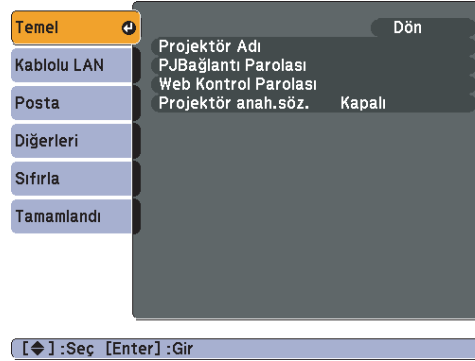 Temel
Kablolu LAN
Posta
Diğerleri
Sıfırla
Tamamlandı
Dön
Projektör Adı
PJBağlantı Parolası
Web Kontrol Parolası
Projektör anah.söz. Kapalı
[◆] :Seç [Enter] :Gir